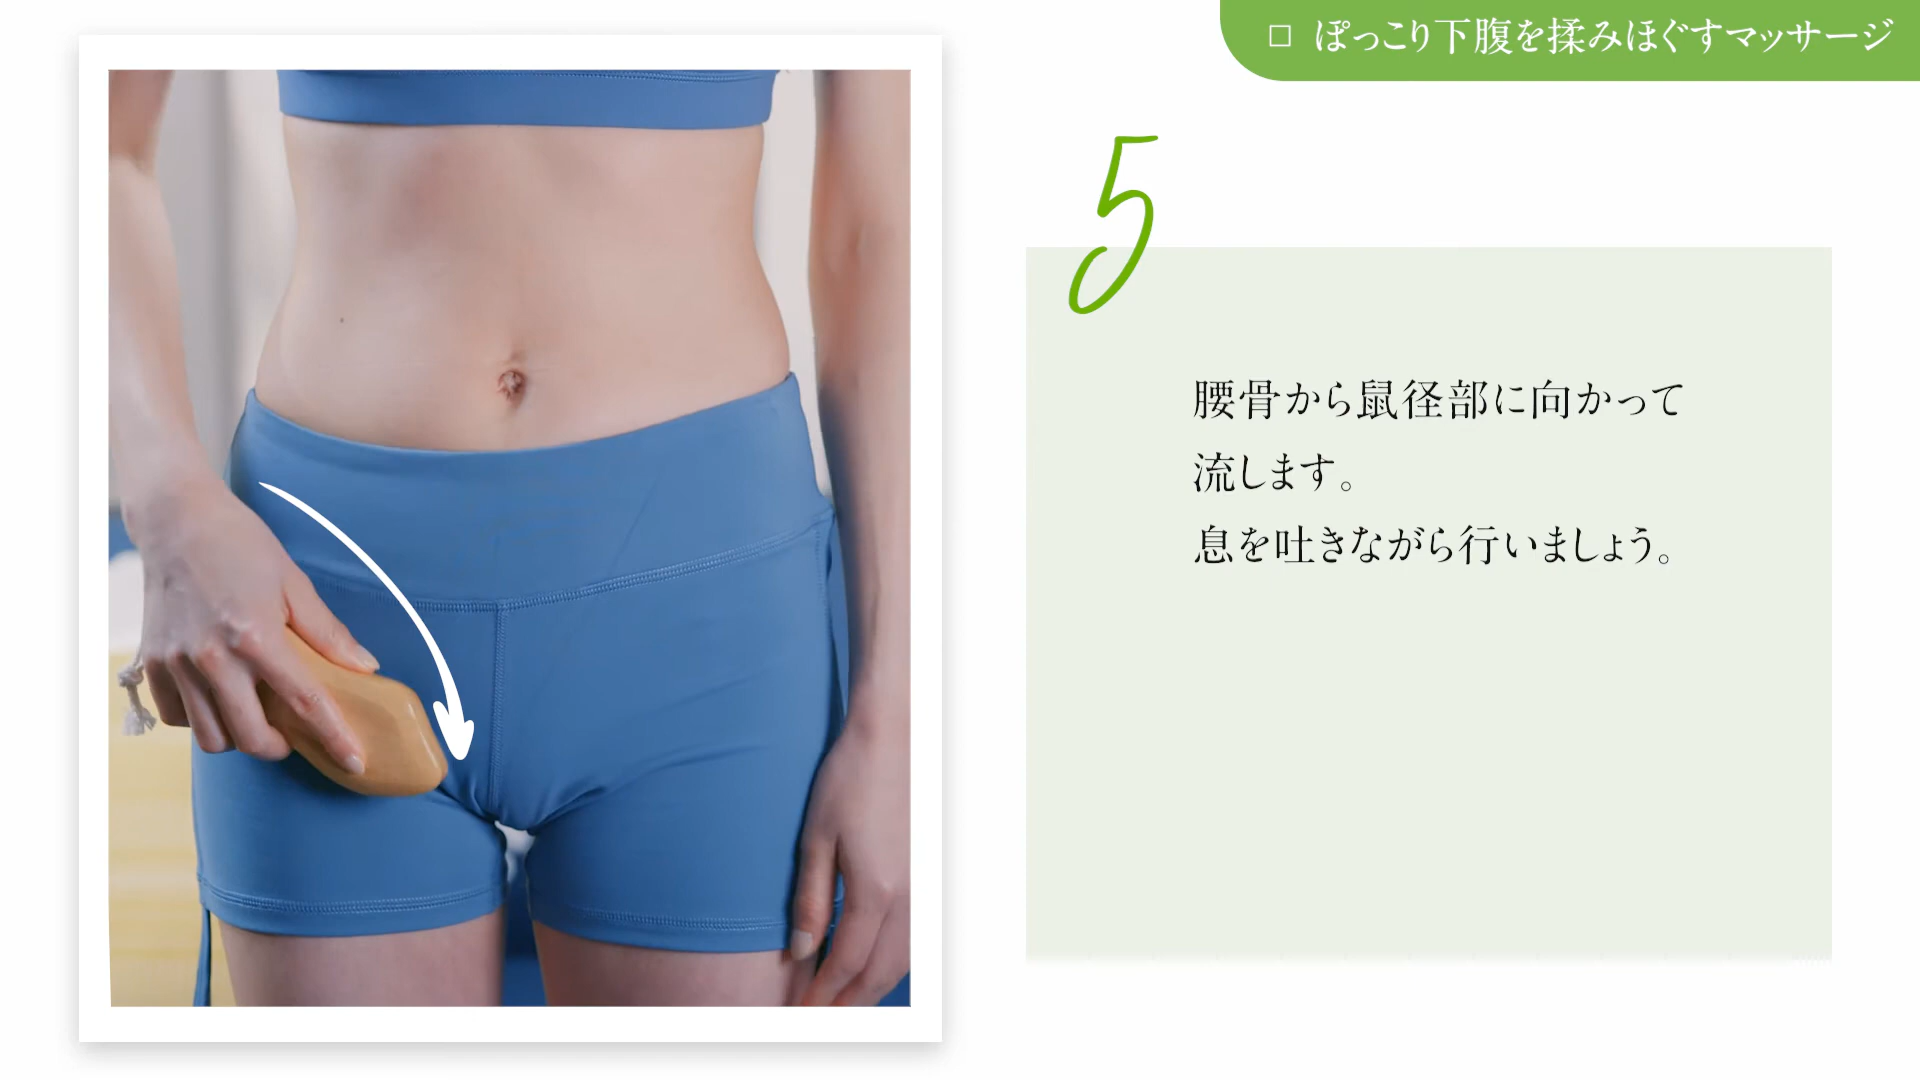 □ ぽっこり下腹を揉みほぐすマッサージ
5
腰骨から鼠径部に向かって
流します。
息を吐きながら行いましょう。